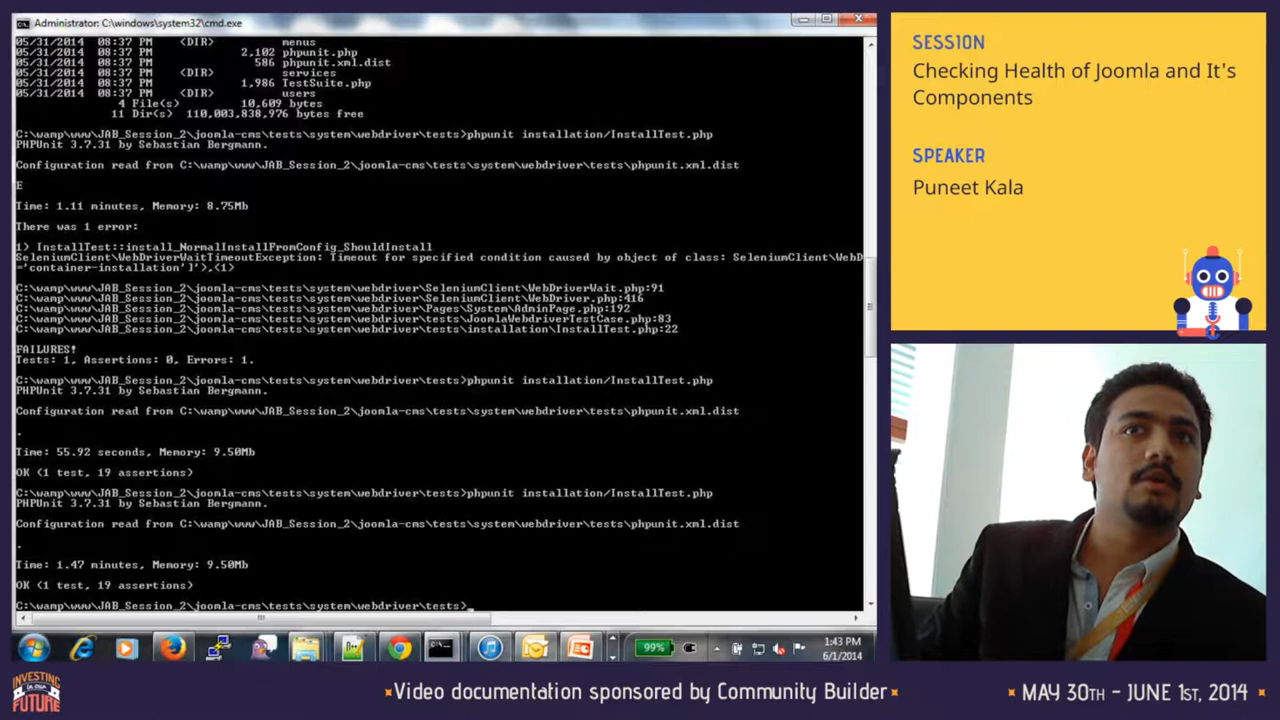 Administrator: C:\windows\system32\cmd.exe
05/31/2014 08:37 PM <DIR> menus
05/31/2014 08:37 PM 2,102 phpunit.php
05/31/2014 08:37 PM 586 phpunit.xml.dist
05/31/2014 08:37 PM <DIR> services
05/31/2014 08:37 PM 1,986 TestSuite.php
05/31/2014 08:37 PM <DIR> users
4 File(s) 10,609 bytes
11 Dir(s) 110,003,838,976 bytes free
C:\wamp\www\JAB_Session_2\joomla-cms\tests\system\webdriver\tests>phpunit installation/InstallTest.php
PHPUnit 3.7.31 by Sebastian Bergmann.
Configuration read from C:\wamp\www\JAB_Session_2\joomla-cms\tests\system\webdriver\tests\phpunit.xml.dist
E
Time: 1.11 minutes, Memory: 8.75Mb
There was 1 error:
1) InstallTest::install_NormalInstallFromConfig_ShouldInstall
SeleniumClient\WebDriverWaitTimeoutException: Timeout for specified condition caused by object of class: SeleniumClient\WebD
='container-installation']'>,<1>
C:\wamp\www\JAB_Session_2\joomla-cms\tests\system\webdriver\SeleniumClient\WebDriverWait.php:91
C:\wamp\www\JAB_Session_2\joomla-cms\tests\system\webdriver\SeleniumClient\WebDriver.php:416
C:\wamp\www\JAB_Session_2\joomla-cms\tests\system\webdriver\Pages\System\AdminPage.php:192
C:\wamp\www\JAB_Session_2\joomla-cms\tests\system\webdriver\tests\JoomlaWebdriverTestCase.php:83
C:\wamp\www\JAB_Session_2\joomla-cms\tests\system\webdriver\tests\installation\InstallTest.php:22
FAILURES!
Tests: 1, Assertions: 0, Errors: 1.
C:\wamp\www\JAB_Session_2\joomla-cms\tests\system\webdriver\tests>phpunit installation/InstallTest.php
PHPUnit 3.7.31 by Sebastian Bergmann.
Configuration read from C:\wamp\www\JAB_Session_2\joomla-cms\tests\system\webdriver\tests\phpunit.xml.dist
.
Time: 55.92 seconds, Memory: 9.50Mb
OK (1 test, 19 assertions)
C:\wamp\www\JAB_Session_2\joomla-cms\tests\system\webdriver\tests>phpunit installation/InstallTest.php
PHPUnit 3.7.31 by Sebastian Bergmann.
Configuration read from C:\wamp\www\JAB_Session_2\joomla-cms\tests\system\webdriver\tests\phpunit.xml.dist
.
Time: 1.47 minutes, Memory: 9.50Mb
OK (1 test, 19 assertions)
C:\wamp\www\JAB_Session_2\joomla-cms\tests\system\webdriver\tests>_
99%
1:43 PM
6/1/2014
SESSION
Checking Health of Joomla and It's
Components
SPEAKER
Puneet Kala
INVESTING
IN OUR
FUTURE
Video documentation sponsored by Community Builder
MAY 30TH - JUNE 1ST, 2014